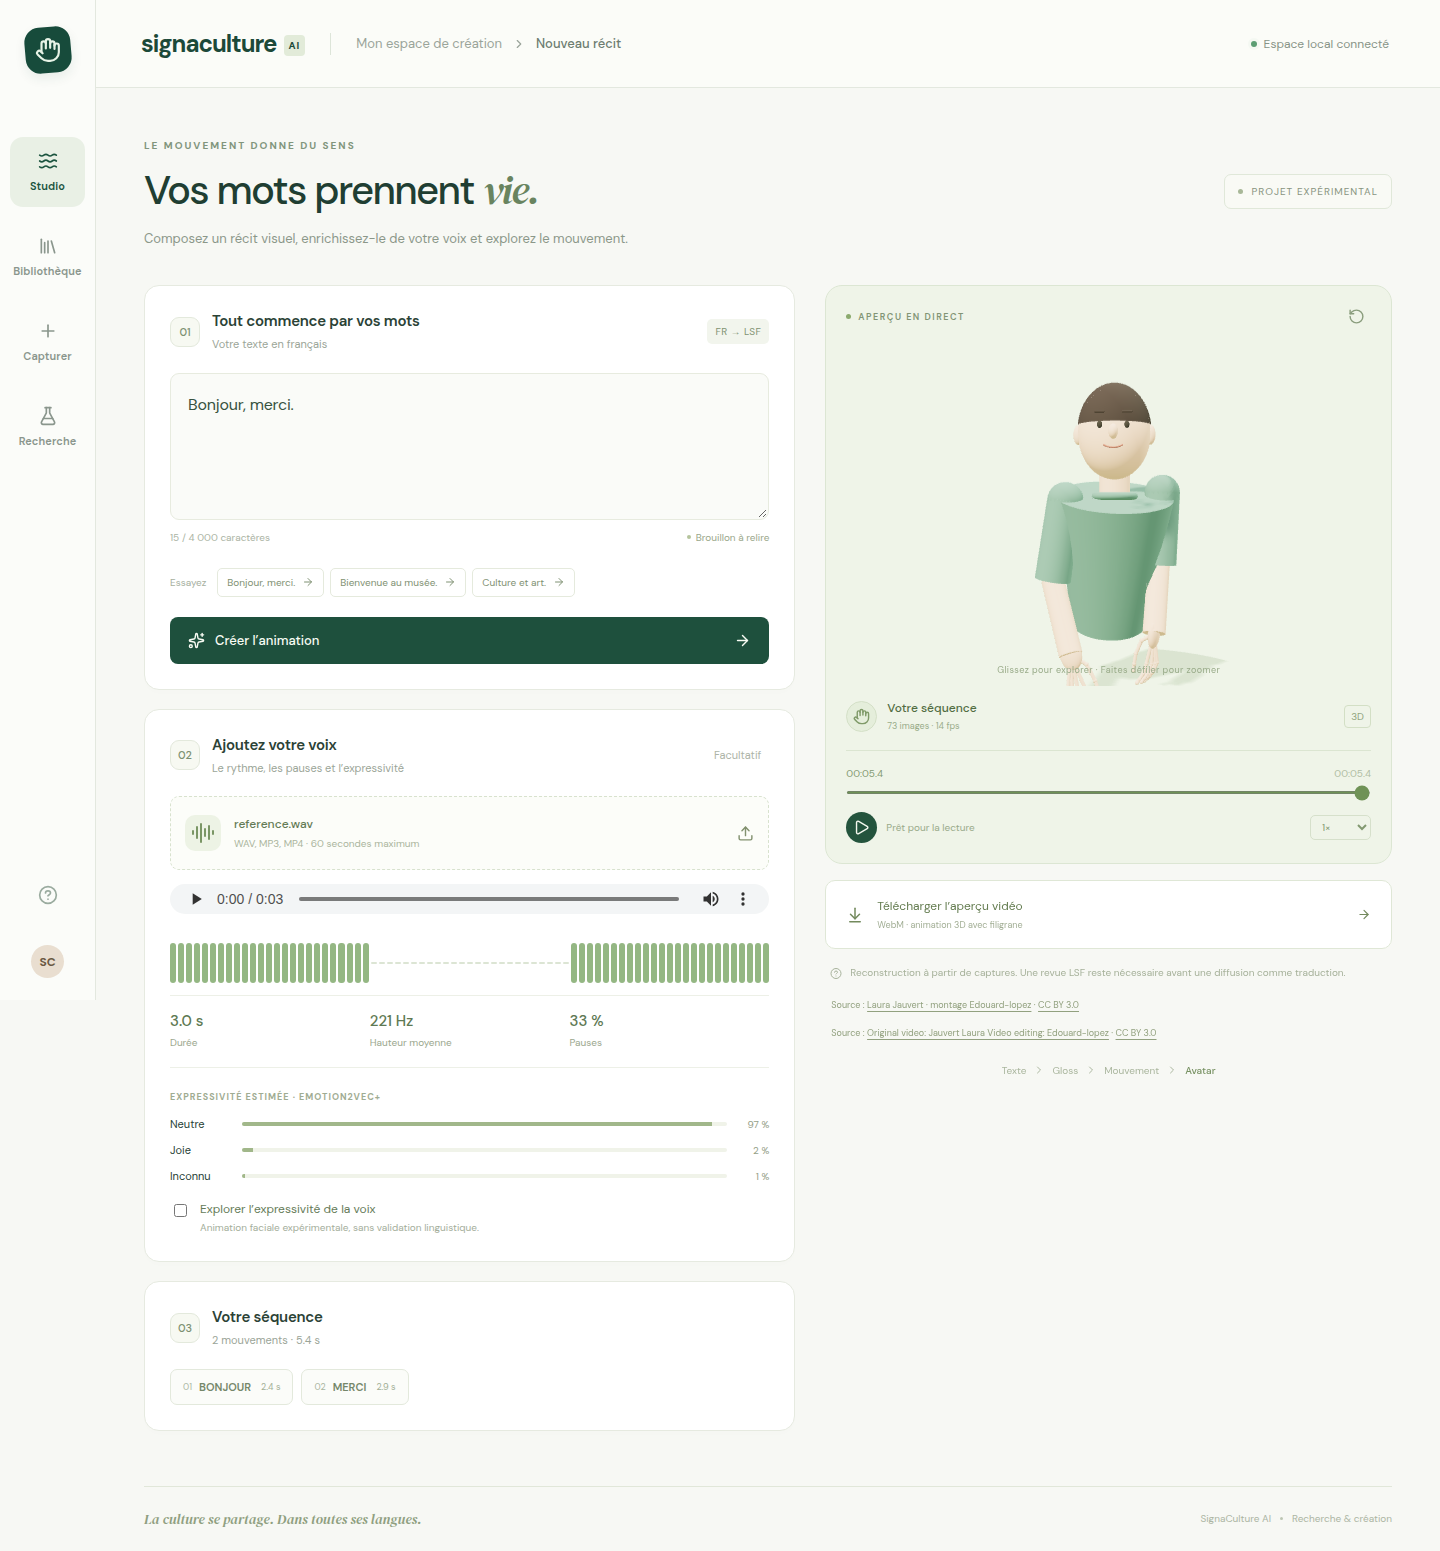 signaculture AI
Mon espace de création > Nouveau récit
Espace local connecté
Studio
Bibliothèque
Capturer
Recherche
SC
LE MOUVEMENT DONNE DU SENS
Vos mots prennent vie.
PROJET EXPÉRIMENTAL
Composez un récit visuel, enrichissez-le de votre voix et explorez le mouvement.
01
Tout commence par vos mots
Votre texte en français
FR → LSF
Bonjour, merci.
15 / 4 000 caractères
Brouillon à relire
Essayez
Bonjour, merci. →
Bienvenue au musée. →
Culture et art. →
Créer l'animation →
02
Ajoutez votre voix
Le rythme, les pauses et l'expressivité
Facultatif
reference.wav
WAV, MP3, MP4 · 60 secondes maximum
0:00 / 0:03
3.0 s
Durée
221 Hz
Hauteur moyenne
33 %
Pauses
EXPRESSIVITÉ ESTIMÉE · EMOTION2VEC+
Neutre 97 %
Joie 2 %
Inconnu 1 %
Explorer l'expressivité de la voix
Animation faciale expérimentale, sans validation linguistique.
03
Votre séquence
2 mouvements · 5.4 s
01 BONJOUR 2.4 s
02 MERCI 2.9 s
APERÇU EN DIRECT
Glissez pour explorer · Faites défiler pour zoomer
Votre séquence
73 images · 14 fps
3D
00:05.4
00:05.4
Prêt pour la lecture
1×
Télécharger l'aperçu vidéo
WebM · animation 3D avec filigrane
Reconstruction à partir de captures. Une revue LSF reste nécessaire avant une diffusion comme traduction.
Source : Laura Jauvert · montage Edouard-lopez · CC BY 3.0
Source : Original video: Jauvert Laura Video editing: Edouard-lopez · CC BY 3.0
Texte > Gloss > Mouvement > Avatar
La culture se partage. Dans toutes ses langues.
SignaCulture AI • Recherche & création